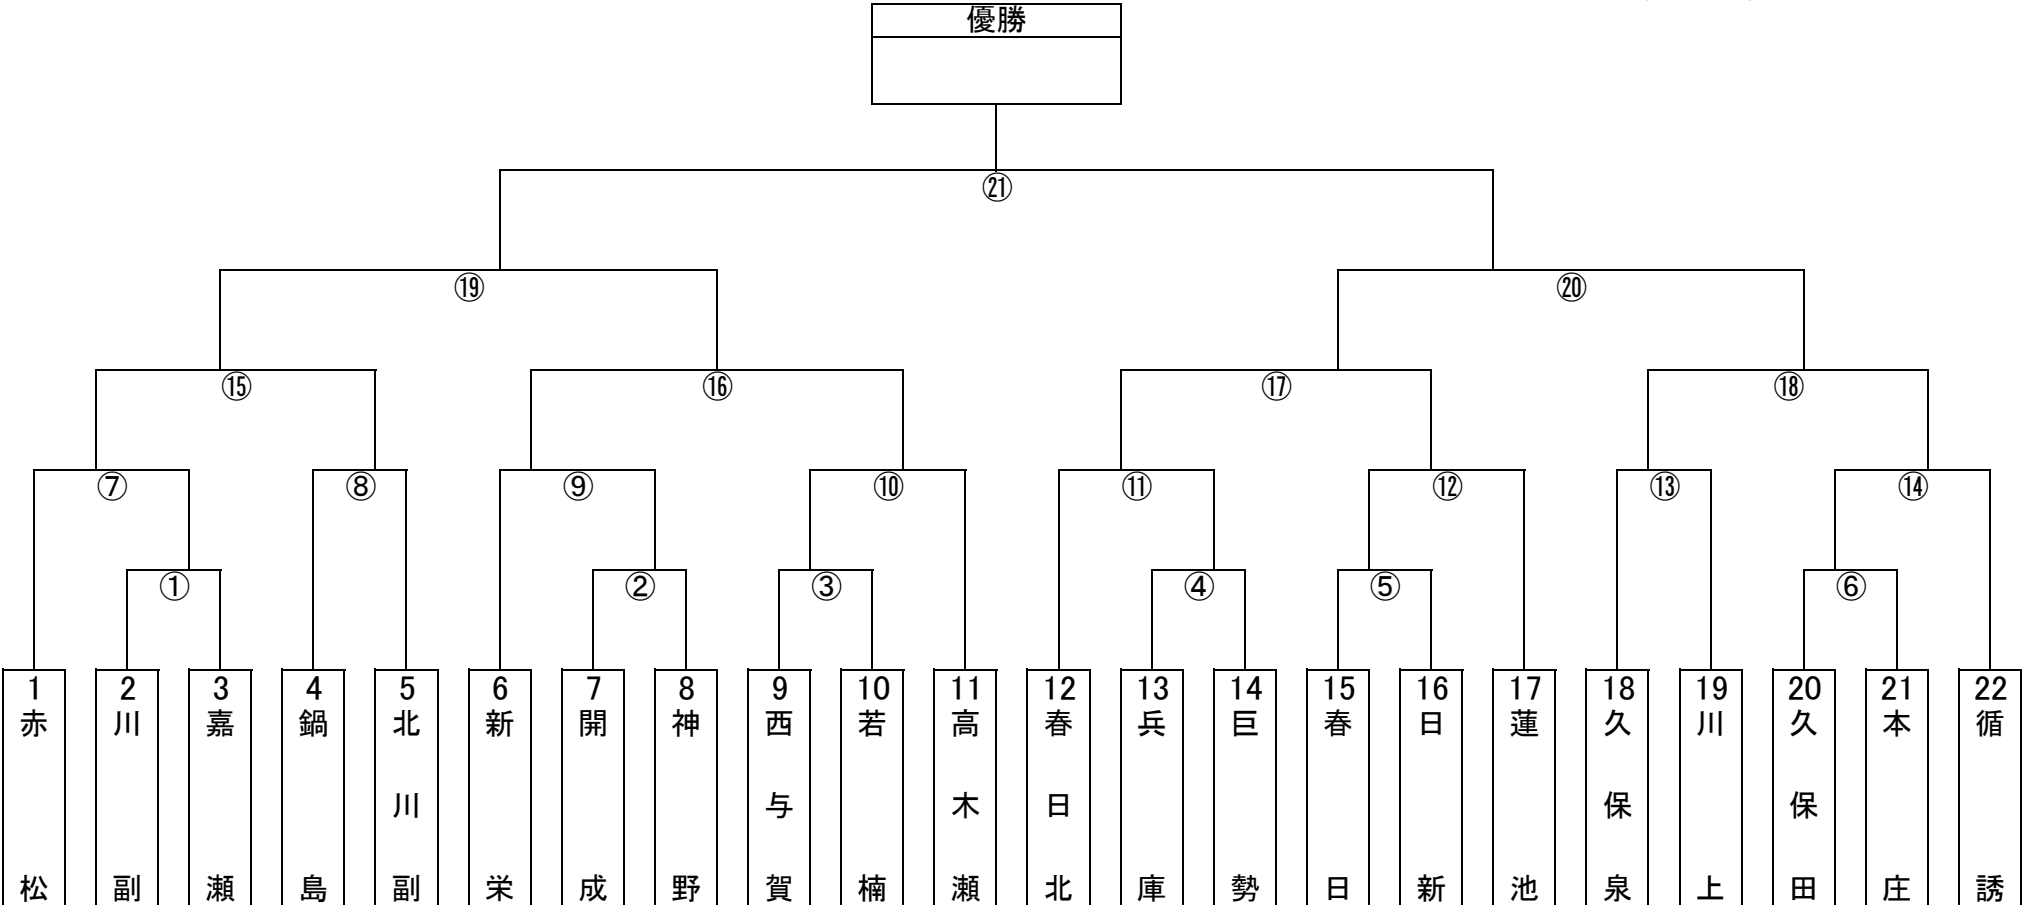 優勝
㉑
⑲ ⑳
⑮ ⑯ ⑰ ⑱
⑦ ⑧ ⑨ ⑩ ⑪ ⑫ ⑬ ⑭
① ② ③ ④ ⑤ ⑥
1 赤松
2 川副
3 嘉瀬
4 鍋島
5 北川副
6 新栄
7 開成
8 神野
9 西与賀
10 若楠
11 高木瀬
12 春日北
13 兵庫
14 巨勢
15 春日
16 日新
17 蓮池
18 久保泉
19 川上
20 久保田
21 本庄
22 循誘